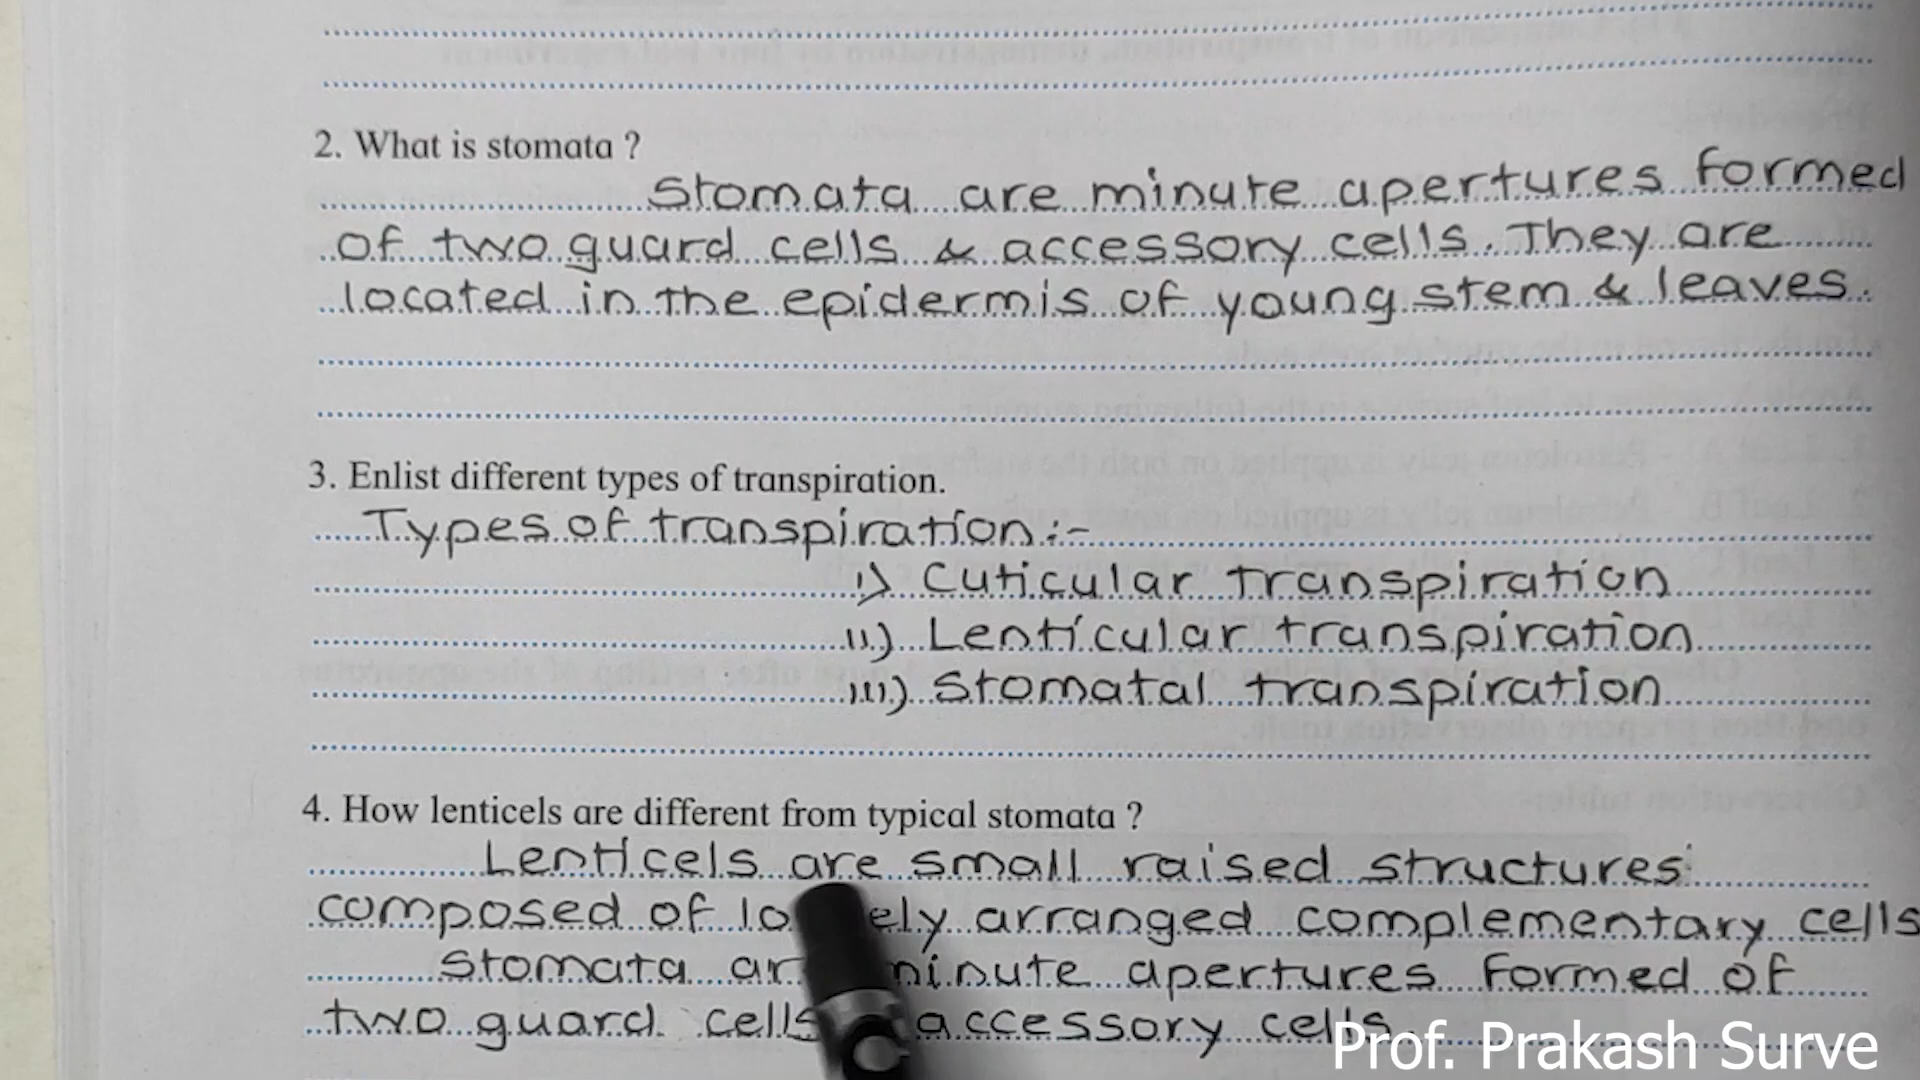 2. What is stomata ?
Stomata are minute apertures formed
of two guard cells & accessory cells. They are
located in the epidermis of young stem & leaves.
3. Enlist different types of transpiration.
Types of transpiration :-
i) Cuticular transpiration
ii) Lenticular transpiration
iii) Stomatal transpiration
4. How lenticels are different from typical stomata ?
Lenticels are small raised structures
composed of arranged complementary cells
Stomata minute apertures formed of
two guard cells accessory cells.
Prof. Prakash Surve